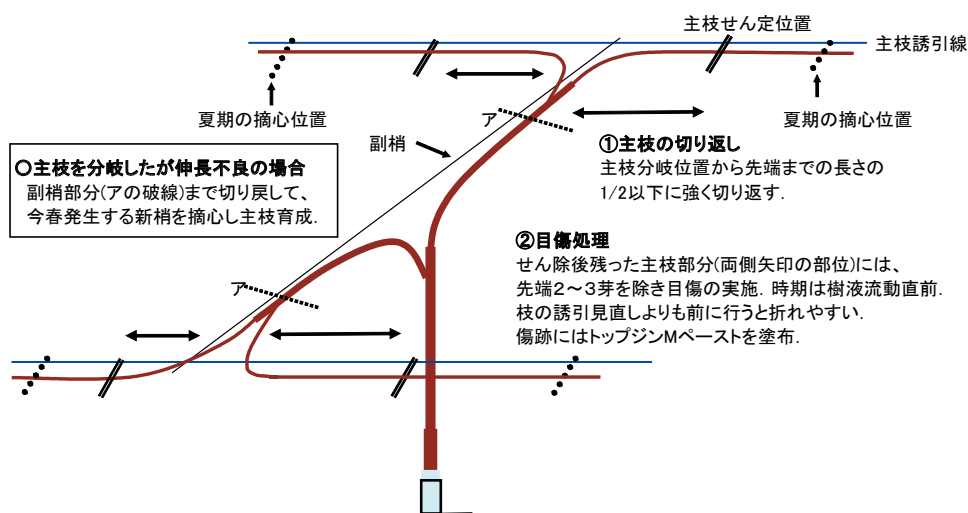 主枝せん定位置
主枝誘引線
夏期の摘心位置
ア
夏期の摘心位置
副梢
①主枝の切り返し
主枝分岐位置から先端までの長さの
1/2以下に強く切り返す.
○主枝を分岐したが伸長不良の場合
副梢部分(アの破線)まで切り戻して、
今春発生する新梢を摘心し主枝育成.
②目傷処理
せん除後残った主枝部分(両側矢印の部位)には、
先端2～3芽を除き目傷の実施. 時期は樹液流動直前.
枝の誘引見直しよりも前に行うと折れやすい.
傷跡にはトップジンMペーストを塗布.
ア